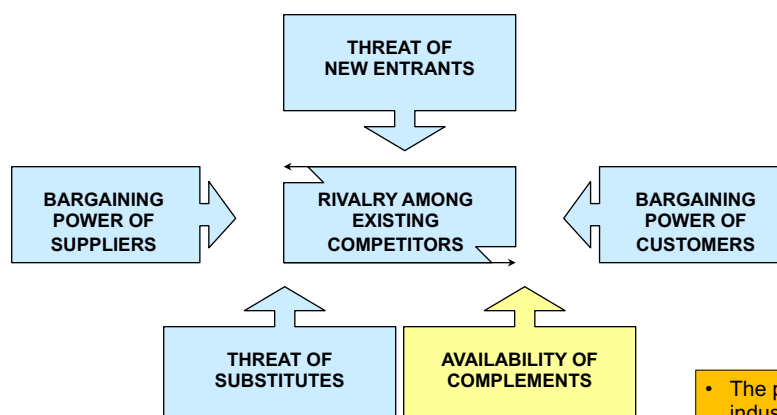 THREAT OF
NEW ENTRANTS
BARGAINING
POWER OF
SUPPLIERS
RIVALRY AMONG
EXISTING
COMPETITORS
BARGAINING
POWER OF
CUSTOMERS
THREAT OF
SUBSTITUTES
AVAILABILITY OF
COMPLEMENTS
• The